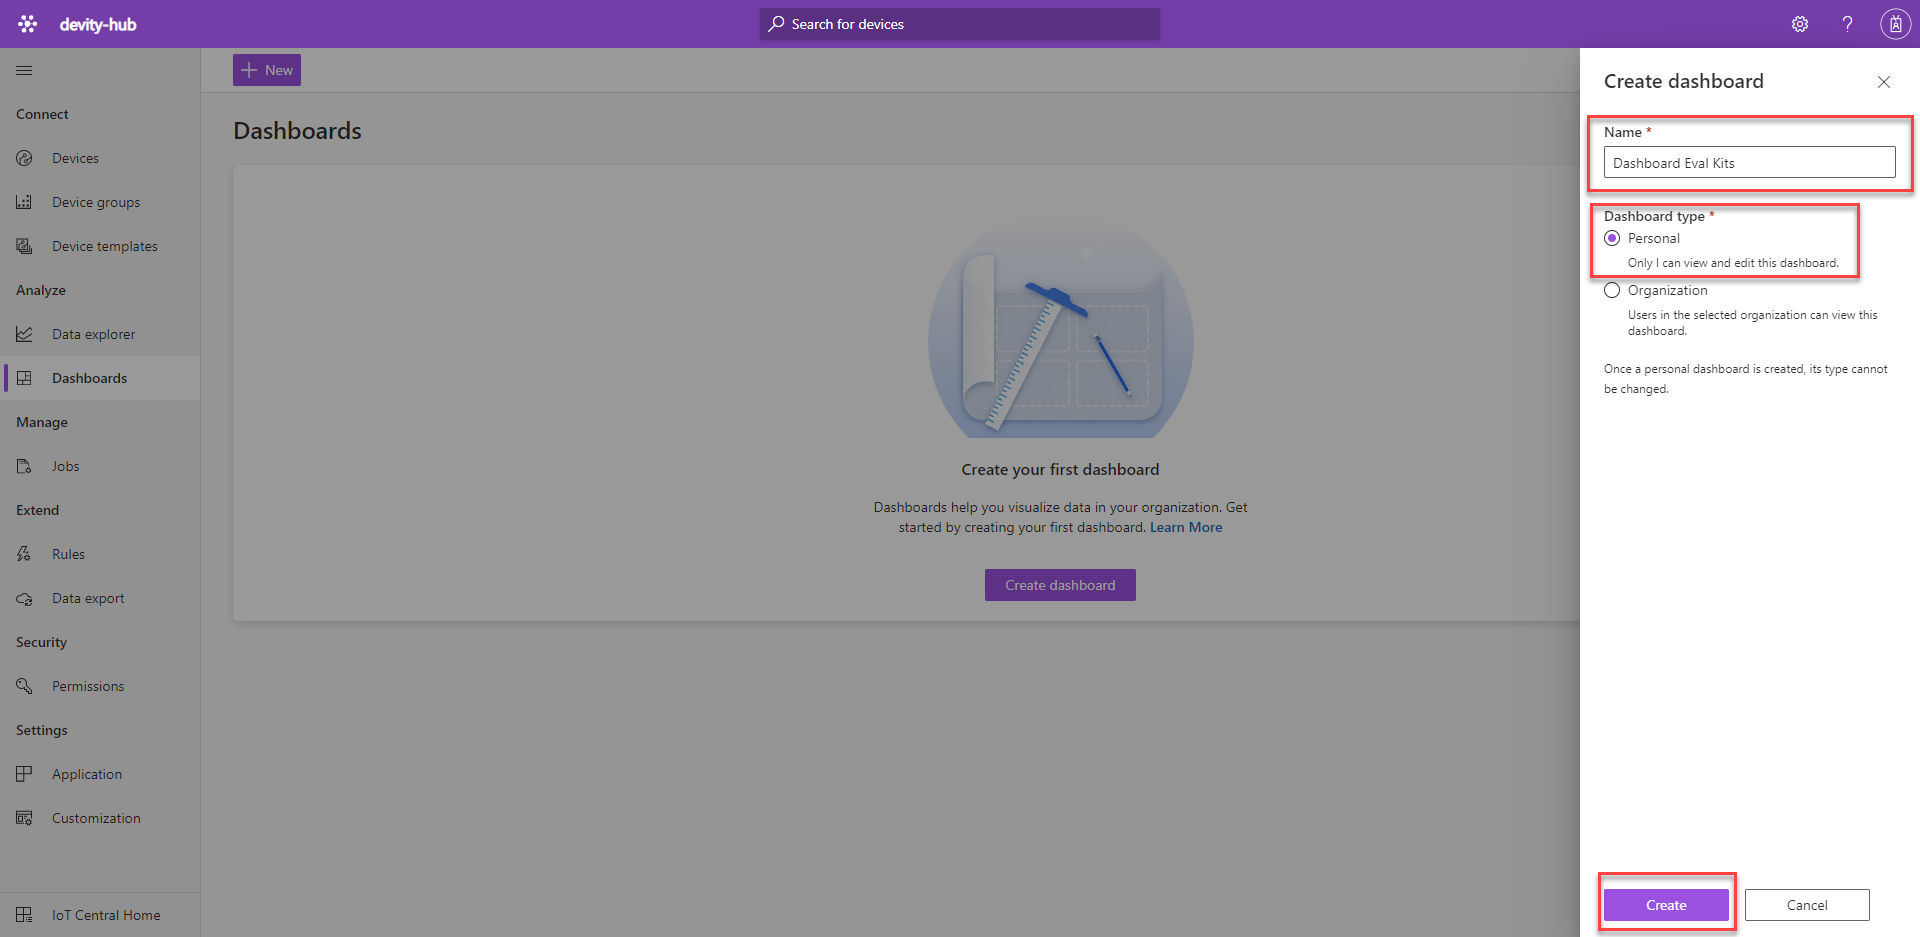 devity-hub
Search for devices
New
Connect
Devices
Device groups
Device templates
Analyze
Data explorer
Dashboards
Manage
Jobs
Extend
Rules
Data export
Security
Permissions
Settings
Application
Customization
IoT Central Home
Dashboards
Create your first dashboard
Dashboards help you visualize data in your organization. Get
started by creating your first dashboard. Learn More
Create dashboard
Create dashboard
Name *
Dashboard Eval Kits
Dashboard type *
Personal
Only I can view and edit this dashboard.
Organization
Users in the selected organization can view this
dashboard.
Once a personal dashboard is created, its type cannot
be changed.
Create
Cancel